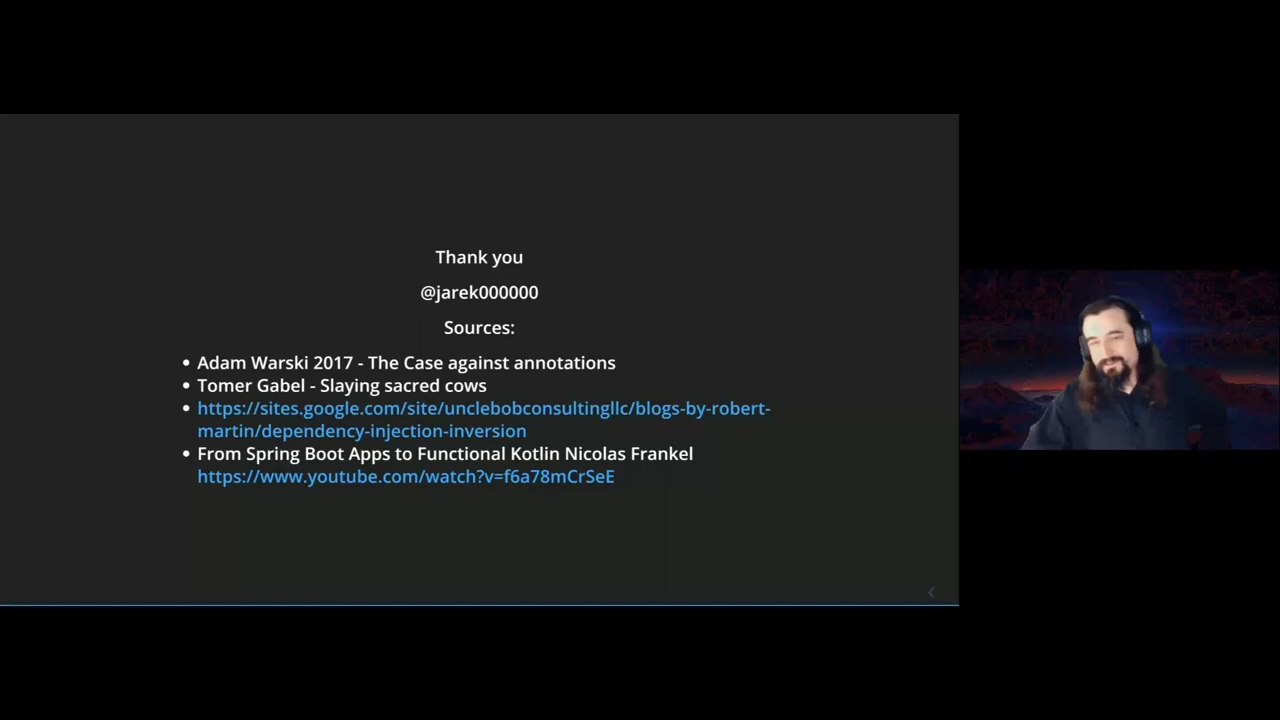 Thank you
@jarek000000
Sources:
Adam Warski 2017 - The Case against annotations
Tomer Gabel - Slaying sacred cows
https://sites.google.com/site/unclebobconsultingllc/blogs-by-robert-
martin/dependency-injection-inversion
From Spring Boot Apps to Functional Kotlin Nicolas Frankel
https://www.youtube.com/watch?v=f6a78mCrSeE